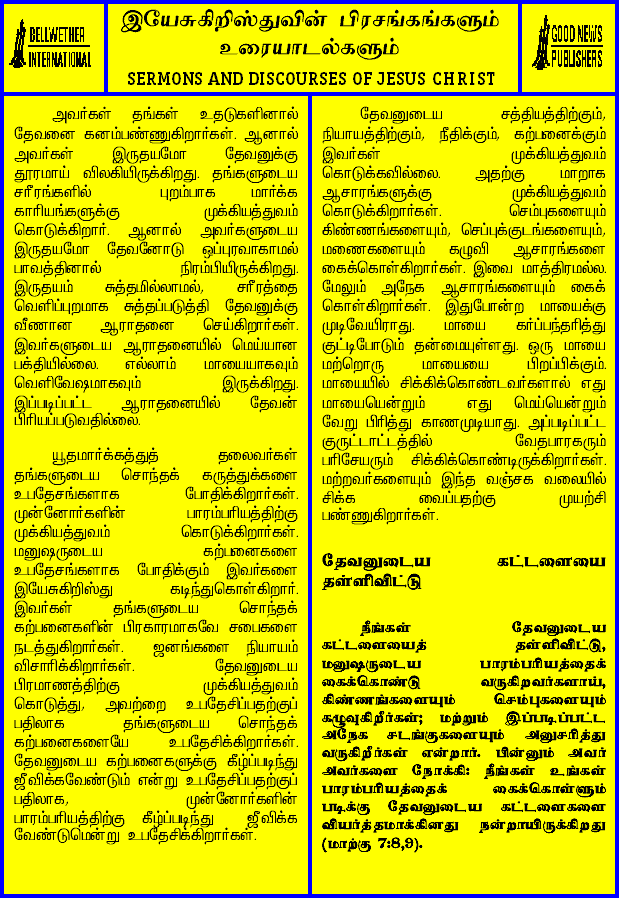 BELLWETHER
INTERNATIONAL
இயேசுகிறிஸ்துவின் பிரசங்கங்களும்
உரையாடல்களும்
SERMONS AND DISCOURSES OF JESUS CHRIST
GOOD NEWS
PUBLISHERS
அவர்கள் தங்கள் உதடுகளினால்
தேவனை கனம்பண்ணுகிறார்கள். ஆனால்
அவர்கள் இருதயமோ தேவனுக்கு
தூரமாய் விலகியிருக்கிறது. தங்களுடைய
சரீரங்களில் புறம்பாக மார்க்க
காரியங்களுக்கு முக்கியத்துவம்
கொடுக்கிறார். ஆனால் அவர்களுடைய
இருதயமோ தேவனோடு ஒப்புரவாகாமல்
பாவத்தினால் நிரம்பியிருக்கிறது.
இருதயம் சுத்தமில்லாமல், சரீரத்தை
வெளிப்புறமாக சுத்தப்படுத்தி தேவனுக்கு
வீணான ஆராதனை செய்கிறார்கள்.
இவர்களுடைய ஆராதனையில் மெய்யான
பக்தியில்லை. எல்லாம் மாயையாகவும்
வெளிவேஷமாகவும் இருக்கிறது.
இப்படிப்பட்ட ஆராதனையில் தேவன்
பிரியப்படுவதில்லை.
யூதமார்க்கத்துத் தலைவர்கள்
தங்களுடைய சொந்தக் கருத்துக்களை
உபதேசங்களாக போதிக்கிறார்கள்.
முன்னோர்களின் பாரம்பரியத்திற்கு
முக்கியத்துவம் கொடுக்கிறார்கள்.
மனுஷருடைய கற்பனைகளை
உபதேசங்களாக போதிக்கும் இவர்களை
இயேசுகிறிஸ்து கடிந்துகொள்கிறார்.
இவர்கள் தங்களுடைய சொந்தக்
கற்பனைகளின் பிரகாரமாகவே சபைகளை
நடத்துகிறார்கள். ஜனங்களை நியாயம்
விசாரிக்கிறார்கள். தேவனுடைய
பிரமாணத்திற்கு முக்கியத்துவம்
கொடுத்து, அவற்றை உபதேசிப்பதற்குப்
பதிலாக தங்களுடைய சொந்தக்
கற்பனைகளையே உபதேசிக்கிறார்கள்.
தேவனுடைய கற்பனைகளுக்கு கீழ்ப்படிந்து
ஜீவிக்கவேண்டும் என்று உபதேசிப்பதற்குப்
பதிலாக, முன்னோர்களின்
பாரம்பரியத்திற்கு கீழ்ப்படிந்து ஜீவிக்க
வேண்டுமென்று உபதேசிக்கிறார்கள்.
தேவனுடைய சத்தியத்திற்கும்,
நியாயத்திற்கும், நீதிக்கும், கற்பனைக்கும்
இவர்கள் முக்கியத்துவம்
கொடுக்கவில்லை. அதற்கு மாறாக
ஆசாரங்களுக்கு முக்கியத்துவம்
கொடுக்கிறார்கள். செம்புகளையும்
கிண்ணங்களையும், செப்புக்குடங்களையும்,
மணைகளையும் கழுவி ஆசாரங்களை
கைக்கொள்கிறார்கள். இவை மாத்திரமல்ல.
மேலும் அநேக ஆசாரங்களையும் கைக்
கொள்கிறார்கள். இதுபோன்ற மாயைக்கு
முடிவேயிராது. மாயை கர்ப்பந்தரித்து
குட்டிபோடும் தன்மையுள்ளது. ஒரு மாயை
மற்றொரு மாயையை பிறப்பிக்கும்.
மாயையில் சிக்கிக்கொண்டவர்களால் எது
மாயையென்றும் எது மெய்யென்றும்
வேறு பிரித்து காணமுடியாது. அப்படிப்பட்ட
குருட்டாட்டத்தில் வேதபாரகரும்
பரிசேயரும் சிக்கிக்கொண்டிருக்கிறார்கள்.
மற்றவர்களையும் இந்த வஞ்சக வலையில்
சிக்க வைப்பதற்கு முயற்சி
பண்ணுகிறார்கள்.
தேவனுடைய கட்டளையை
தள்ளிவிட்டு
நீங்கள் தேவனுடைய
கட்டளையைத் தள்ளிவிட்டு,
மனுஷருடைய பாரம்பரியத்தைக்
கைக்கொண்டு வருகிறவர்களாய்,
கிண்ணங்களையும் செம்புகளையும்
கழுவுகிறீர்கள்; மற்றும் இப்படிப்பட்ட
அநேக சடங்குகளையும் அனுசரித்து
வருகிறீர்கள் என்றார். பின்னும் அவர்
அவர்களை நோக்கி: நீங்கள் உங்கள்
பாரம்பரியத்தைக் கைக்கொள்ளும்
படிக்கு தேவனுடைய கட்டளைகளை
வியர்த்தமாக்கினது நன்றாயிருக்கிறது
(மாற்கு 7:8,9).